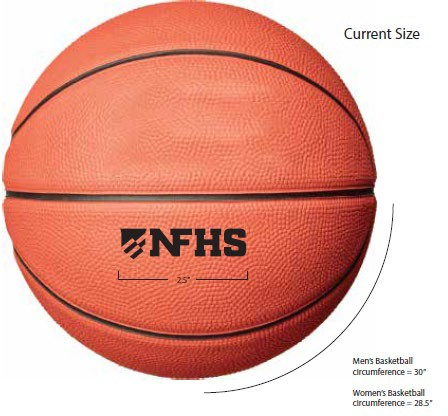 Current Size
NFHS
2.5"
Men's Basketball
circumference = 30"
Women's Basketball
circumference = 28.5"